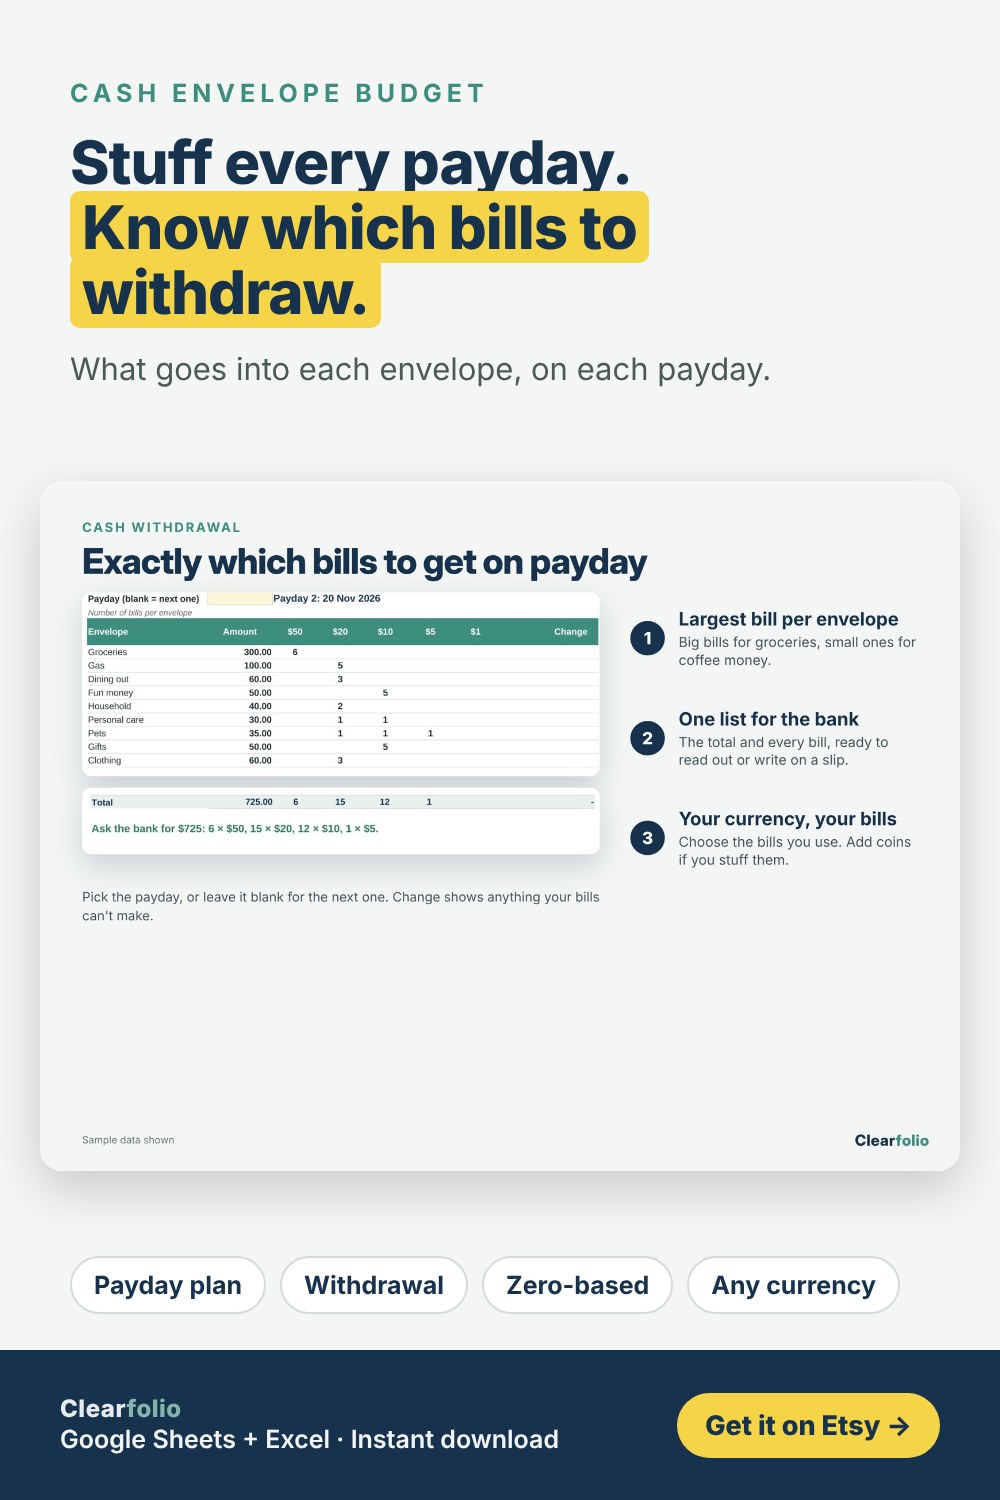 CASH ENVELOPE BUDGET
Stuff every payday.
Know which bills to
withdraw.
What goes into each envelope, on each payday.
CASH WITHDRAWAL
Exactly which bills to get on payday
Payday (blank = next one) Payday 2: 20 Nov 2026
Number of bills per envelope
Envelope Amount $50 $20 $10 $5 $1 Change
Groceries 300.00 6
Gas 100.00 5
Dining out 60.00 3
Fun money 50.00 5
Household 40.00 2
Personal care 30.00 1 1
Pets 35.00 1 1 1
Gifts 50.00 5
Clothing 60.00 3
Total 725.00 6 15 12 1 -
Ask the bank for $725: 6 × $50, 15 × $20, 12 × $10, 1 × $5.
Pick the payday, or leave it blank for the next one. Change shows anything your bills
can't make.
1 Largest bill per envelope
Big bills for groceries, small ones for
coffee money.
2 One list for the bank
The total and every bill, ready to
read out or write on a slip.
3 Your currency, your bills
Choose the bills you use. Add coins
if you stuff them.
Sample data shown
Clearfolio
Payday plan Withdrawal Zero-based Any currency
Clearfolio
Google Sheets + Excel · Instant download
Get it on Etsy →